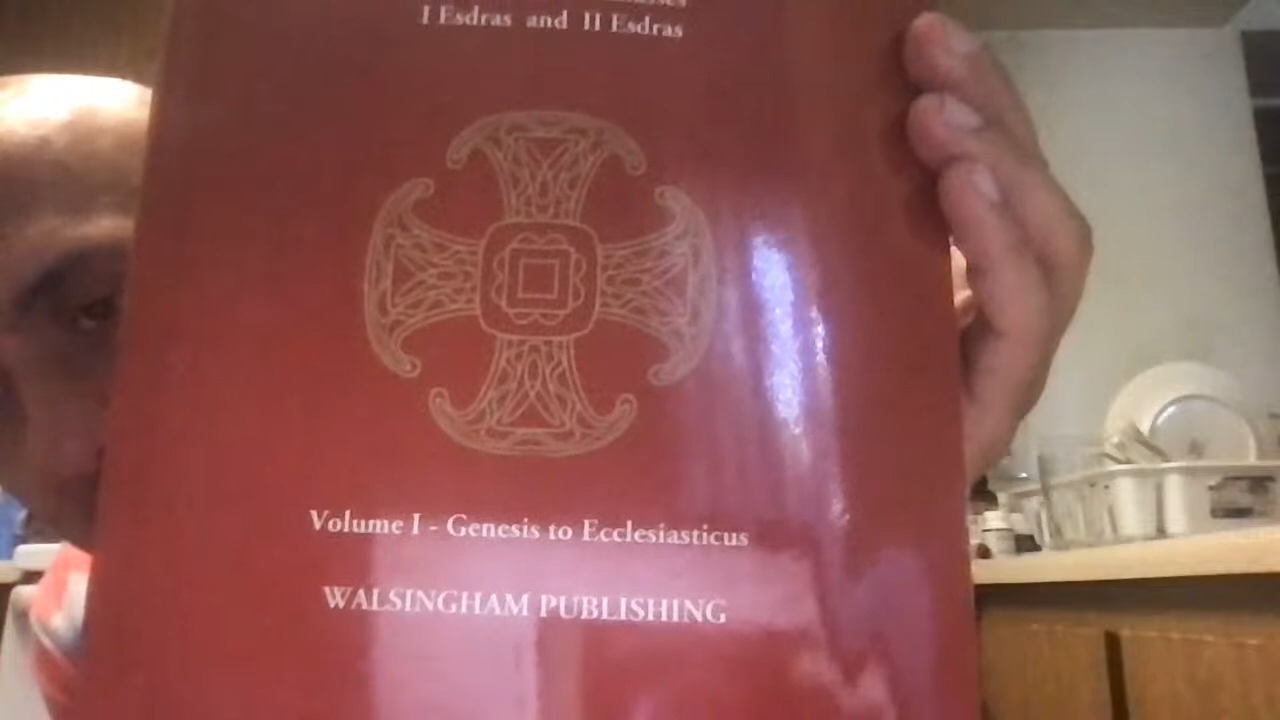 I Esdras and II Esdras
Volume I - Genesis to Ecclesiasticus
WALSINGHAM PUBLISHING